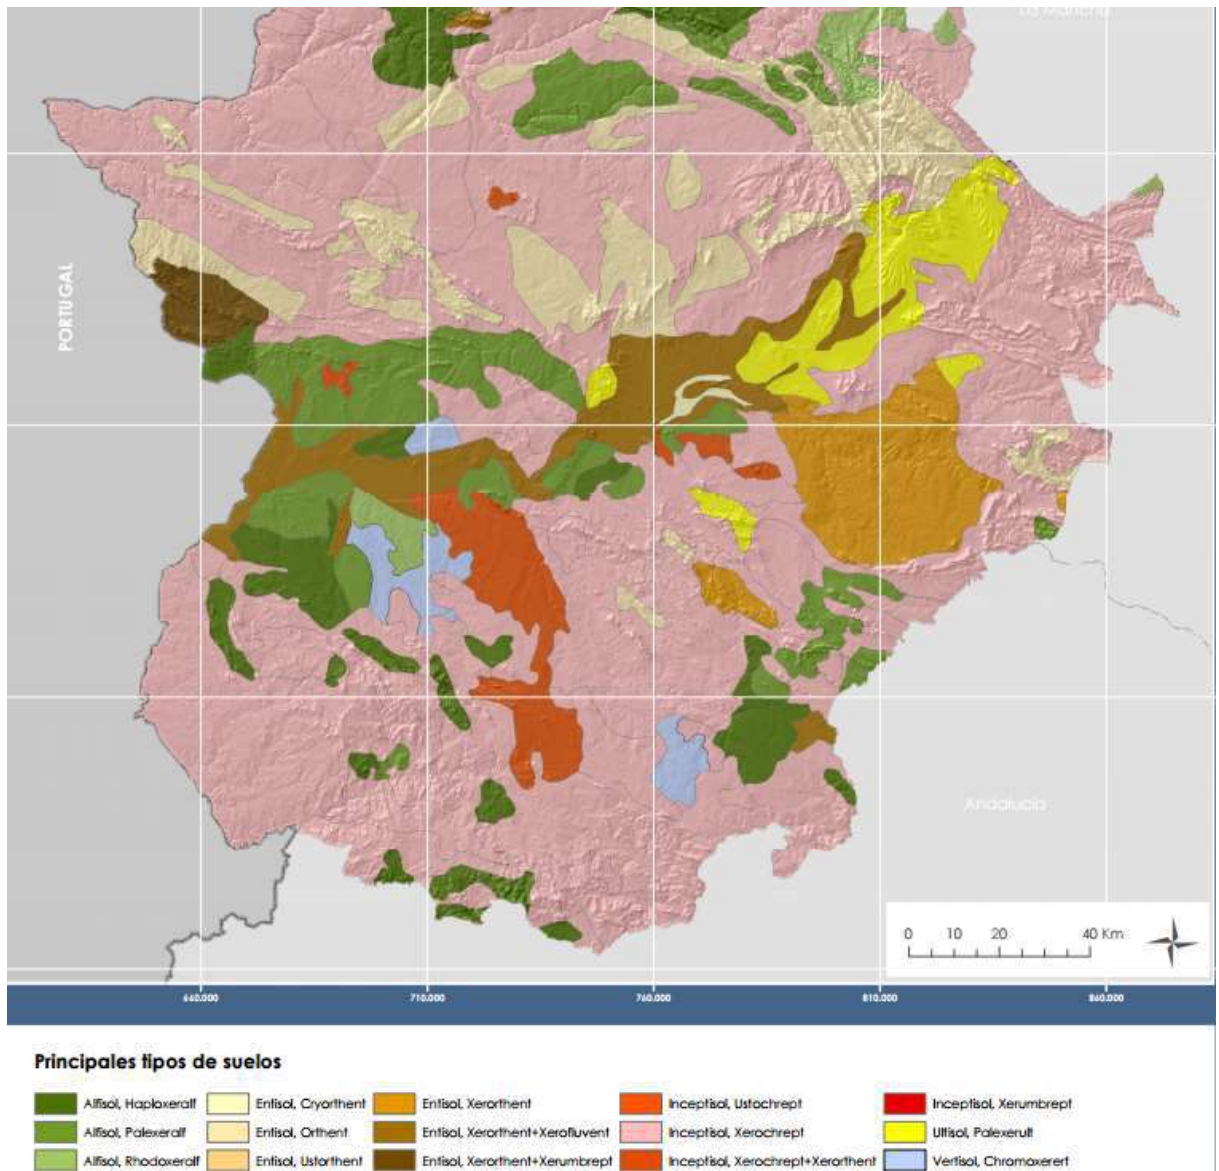 La Mancha
PORTUGAL
Andalucía
0 10 20 40 Km
660.000 710.000 760.000 810.000 860.000
Principales tipos de suelos
Alfisol, Haploxeralf
Entisol, Cryorthent
Entisol, Xerorthent
Inceptisol, Ustochrept
Inceptisol, Xerumbrept
Alfisol, Palexeralf
Entisol, Orthent
Entisol, Xerorthent+Xerofluvent
Inceptisol, Xerochrept
Ultisol, Palexerult
Alfisol, Rhodoxeralf
Entisol, Ustorthent
Entisol, Xerorthent+Xerumbrept
Inceptisol, Xerochrept+Xerorthent
Vertisol, Chromoxerert